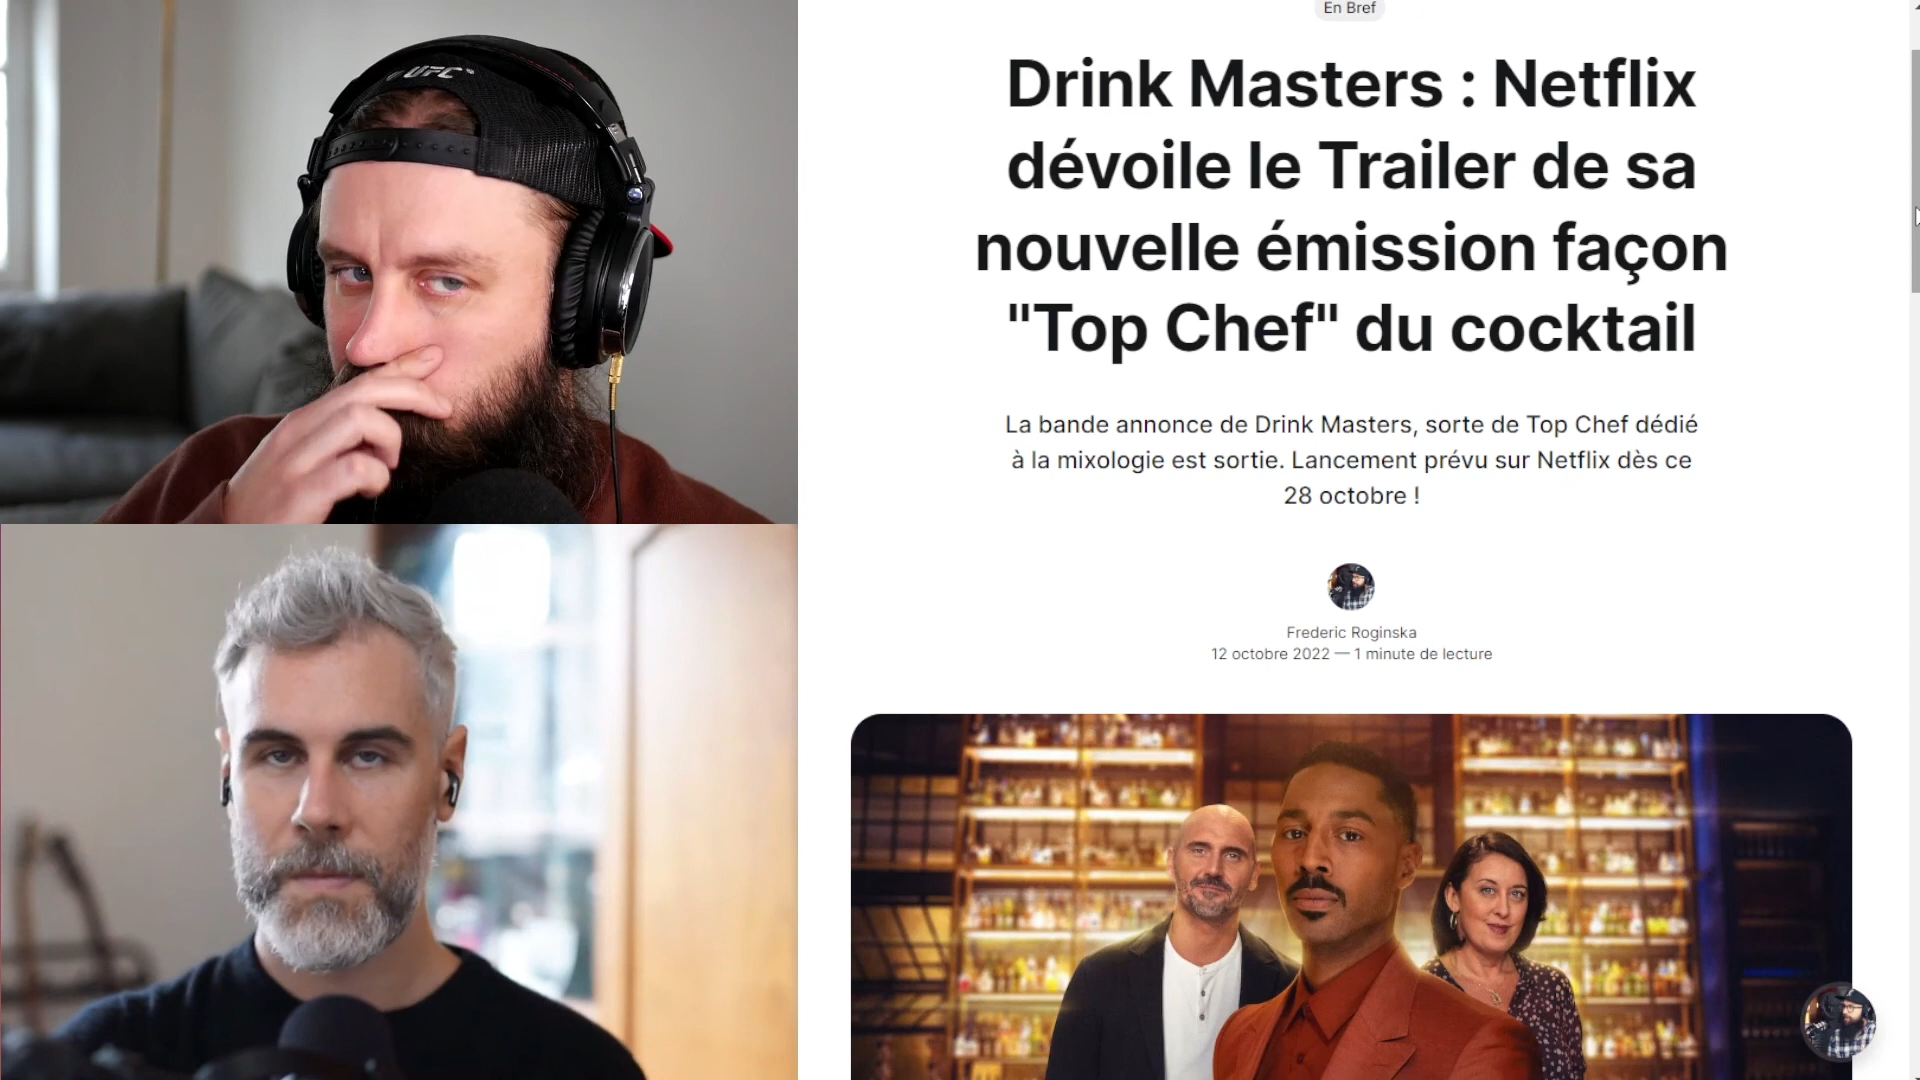 UFC
En Bref
Drink Masters : Netflix
dévoile le Trailer de sa
nouvelle émission façon
"Top Chef" du cocktail
La bande annonce de Drink Masters, sorte de Top Chef dédié
à la mixologie est sortie. Lancement prévu sur Netflix dès ce
28 octobre !
Frederic Roginska
12 octobre 2022 — 1 minute de lecture